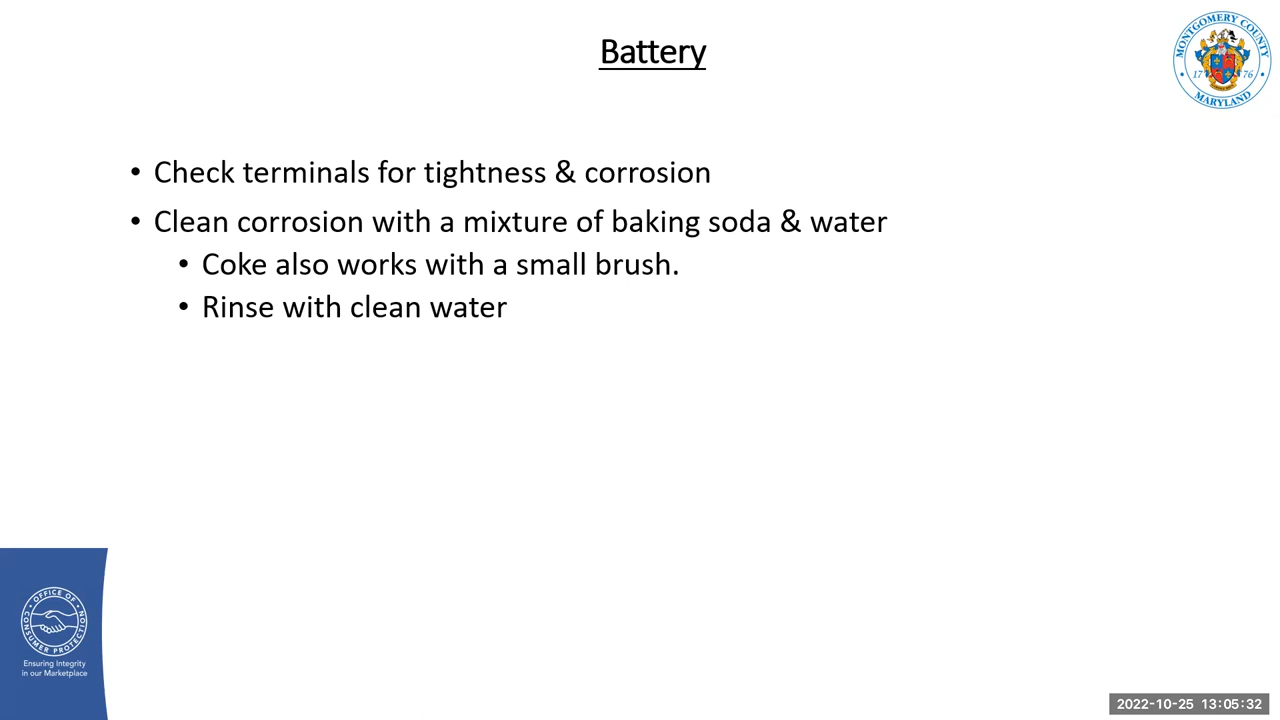 Battery
MONTGOMERY COUNTY
17 76
MARYLAND
• Check terminals for tightness & corrosion
• Clean corrosion with a mixture of baking soda & water
• Coke also works with a small brush.
• Rinse with clean water
OFFICE OF
CONSUMER PROTECTION
Ensuring Integrity
in our Marketplace
2022-10-25 13:05:32